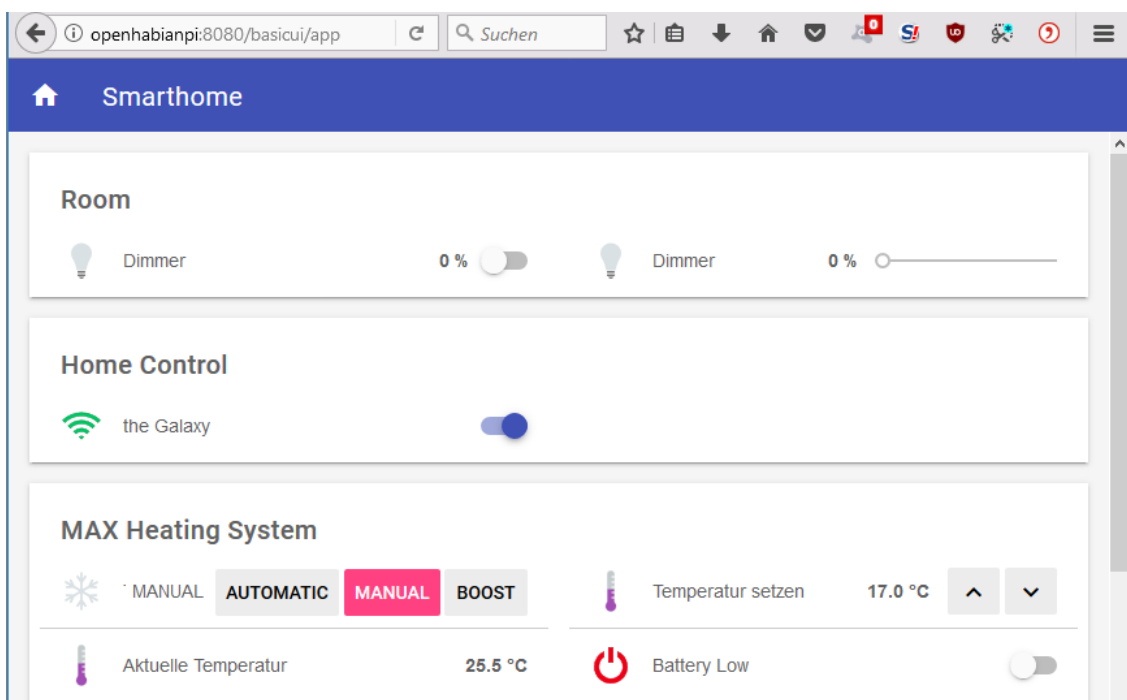 openhabianpi:8080/basicui/app
Suchen
0
S!
Smarthome
Room
Dimmer 0 %
Dimmer 0 %
Home Control
the Galaxy
MAX Heating System
MANUAL AUTOMATIC MANUAL BOOST
Temperatur setzen 17.0 °C
Aktuelle Temperatur 25.5 °C
Battery Low